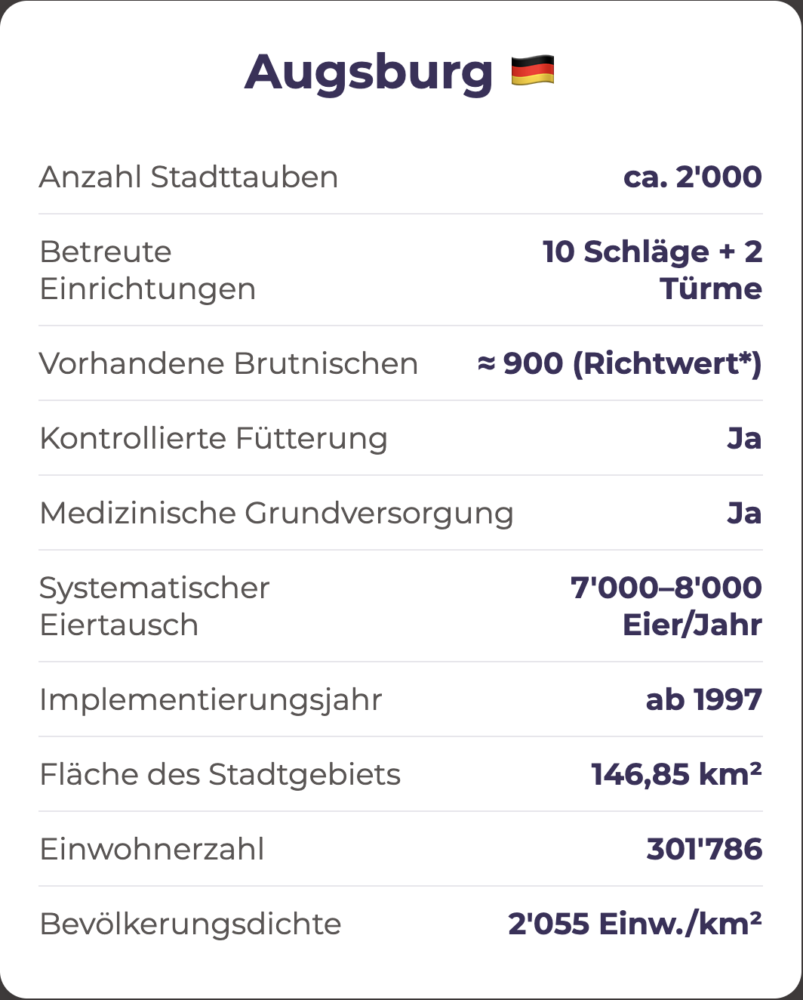 Augsburg 🇩🇪
Anzahl Stadttauben ca. 2'000
Betreute 10 Schläge + 2
Einrichtungen Türme
Vorhandene Brutnischen ≈ 900 (Richtwert*)
Kontrollierte Fütterung Ja
Medizinische Grundversorgung Ja
Systematischer 7'000–8'000
Eiertausch Eier/Jahr
Implementierungsjahr ab 1997
Fläche des Stadtgebiets 146,85 km²
Einwohnerzahl 301'786
Bevölkerungsdichte 2'055 Einw./km²